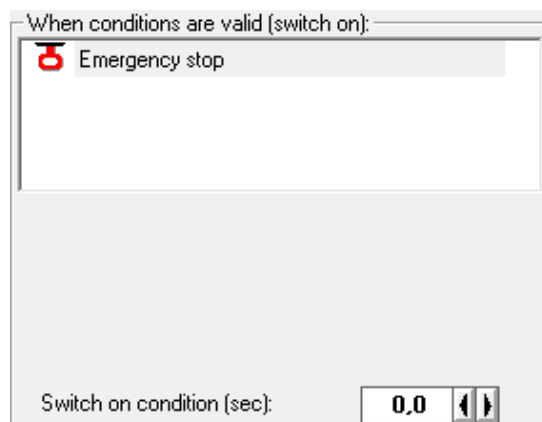 When conditions are valid (switch on):
Emergency stop
Switch on condition (sec): 0,0